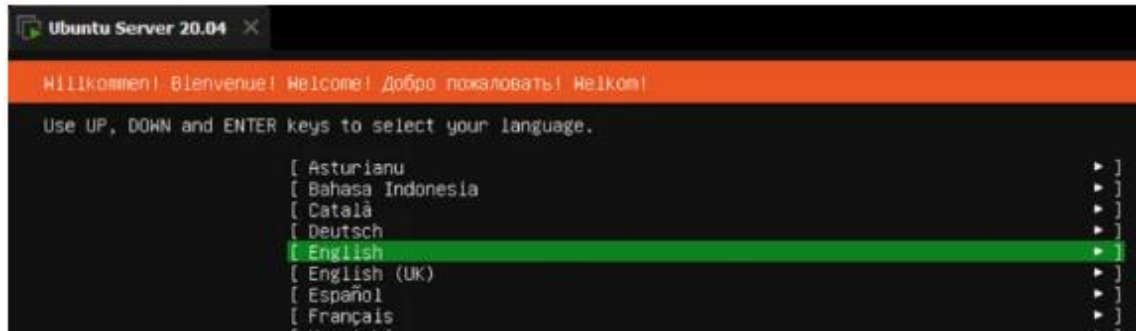 Ubuntu Server 20.04 ×
Willkommen! Bienvenue! Welcome! Добро пожаловать! Welkom!
Use UP, DOWN and ENTER keys to select your language.
[ Asturianu ► ]
[ Bahasa Indonesia ► ]
[ Català ► ]
[ Deutsch ► ]
[ English ► ]
[ English (UK) ► ]
[ Español ► ]
[ Français ► ]